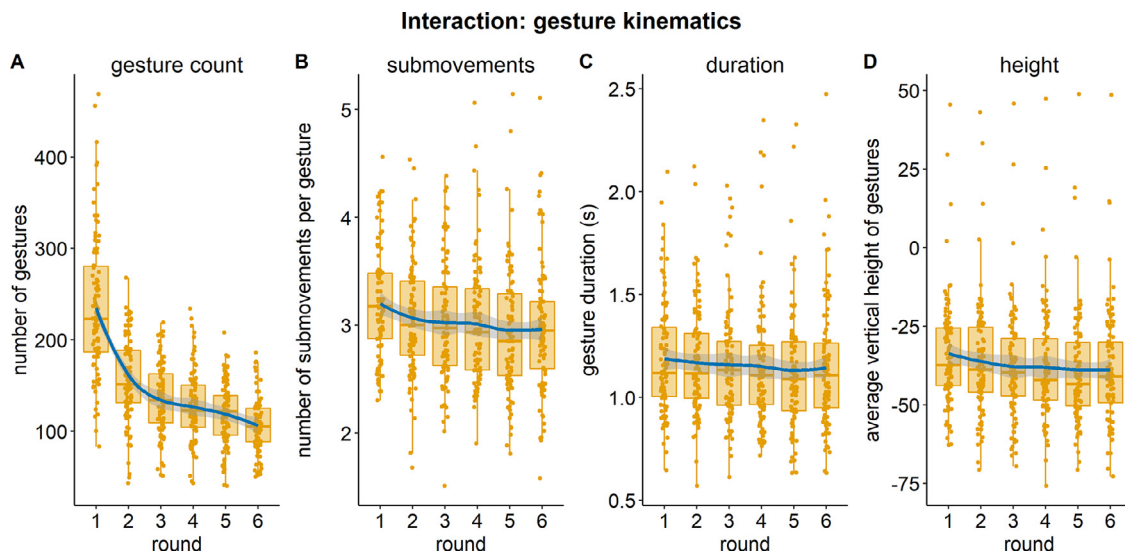 Interaction: gesture kinematics
A
gesture count
number of gestures
400
300
200
100
1 2 3 4 5 6
round
B
submovements
number of submovements per gesture
5
4
3
2
1 2 3 4 5 6
round
C
duration
gesture duration (s)
2.5
2.0
1.5
1.0
0.5
1 2 3 4 5 6
round
D
height
average vertical height of gestures
50
25
0
-25
-50
-75
1 2 3 4 5 6
round